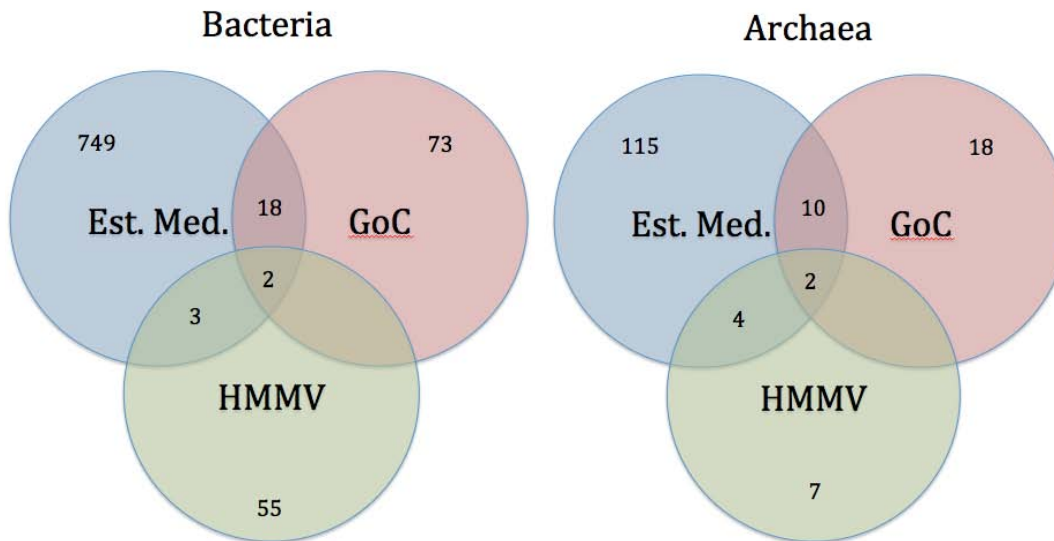 Bacteria
749
73
18
Est. Med.
GoC
2
3
HMMV
55
Archaea
115
18
10
Est. Med.
GoC
2
4
HMMV
7